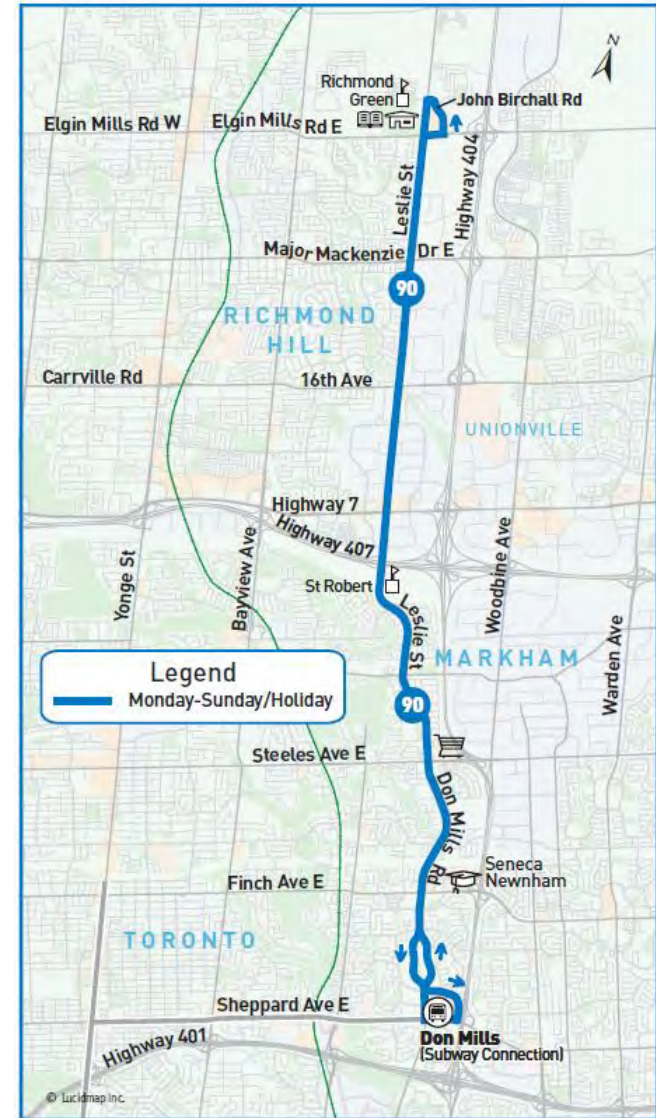 N
Richmond
Green
John Birchall Rd
Elgin Mills Rd W
Elgin Mills Rd E
Leslie St
Highway 404
Major Mackenzie Dr E
90
RICHMOND
HILL
Carrville Rd
16th Ave
UNIONVILLE
Highway 7
Highway 407
Yonge St
Bayview Ave
St Robert
Leslie St
Woodbine Ave
Warden Ave
MARKHAM
Legend
Monday-Sunday/Holiday
90
Steeles Ave E
Don Mills Rd
Seneca
Newnham
Finch Ave E
TORONTO
Sheppard Ave E
Highway 401
Don Mills
(Subway Connection)
© Lucidmap Inc.